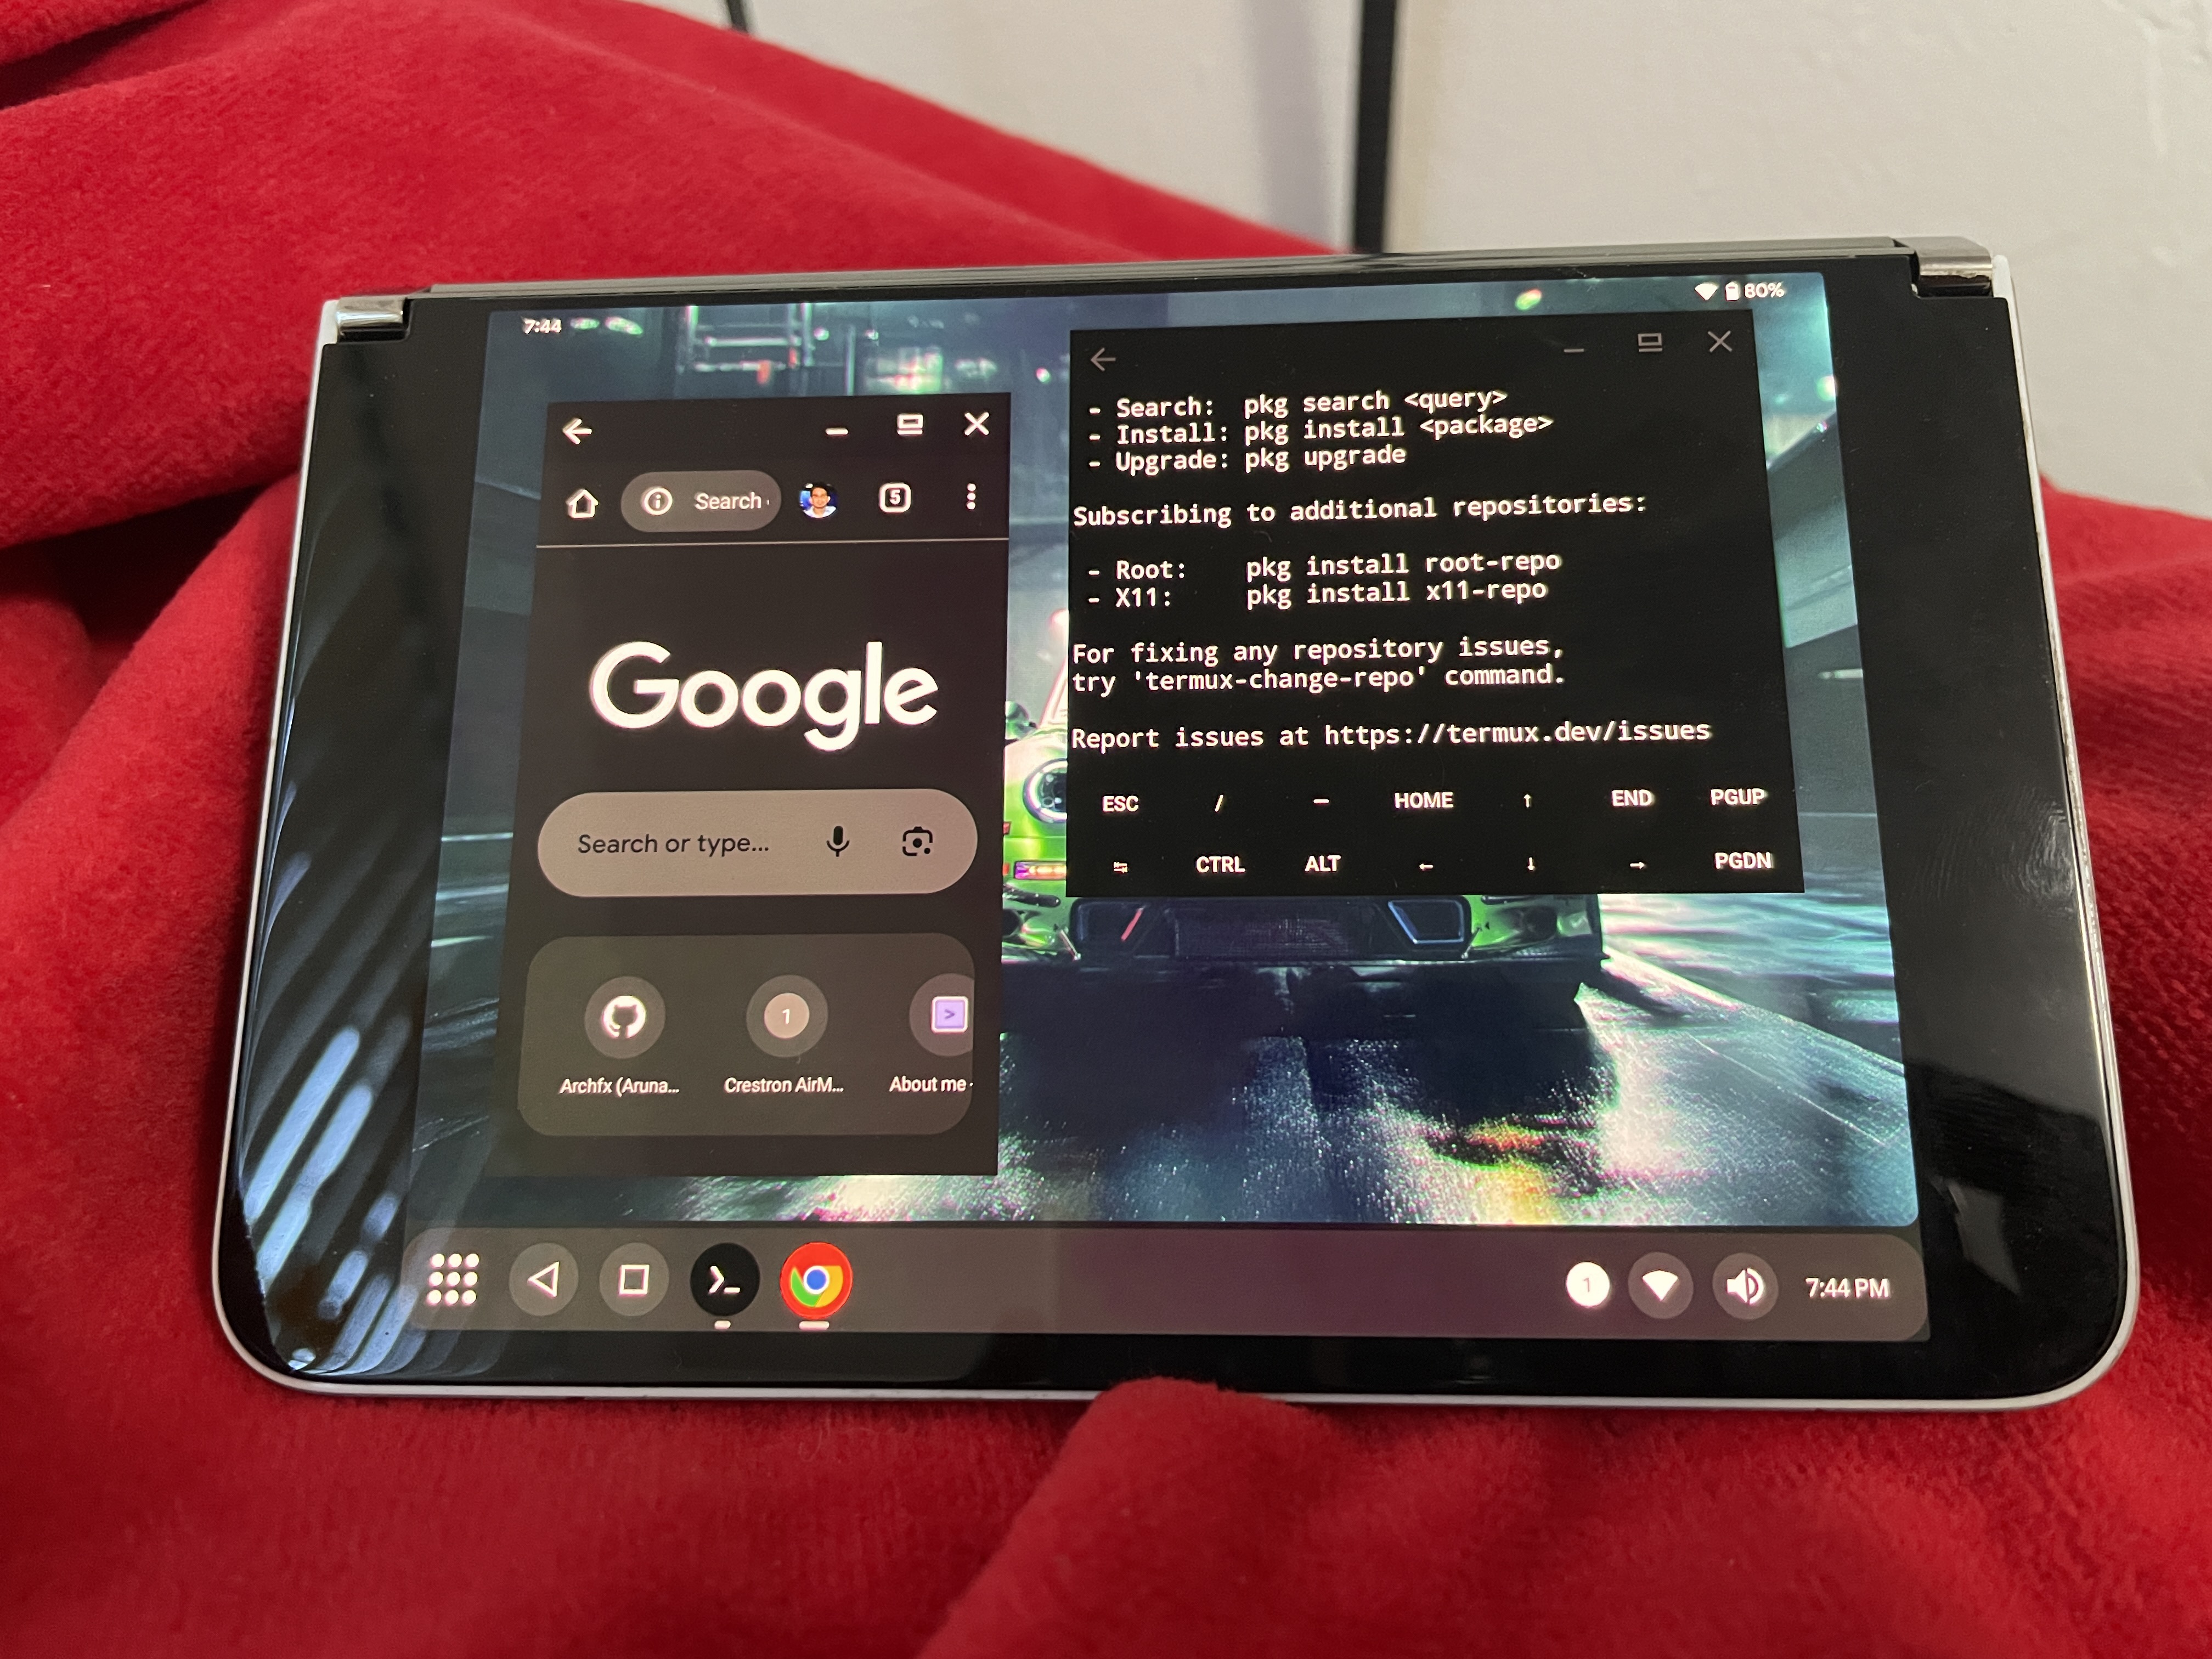 7:44
80%
Search
5
Google
Search or type...
Archfx (Aruna...
1
Crestron AirM...
About me
- Search: pkg search <query>
- Install: pkg install <package>
- Upgrade: pkg upgrade
Subscribing to additional repositories:
- Root: pkg install root-repo
- X11: pkg install x11-repo
For fixing any repository issues,
try 'termux-change-repo' command.
Report issues at https://termux.dev/issues
ESC / — HOME ↑ END PGUP
↹ CTRL ALT ← ↓ → PGDN
1
7:44 PM